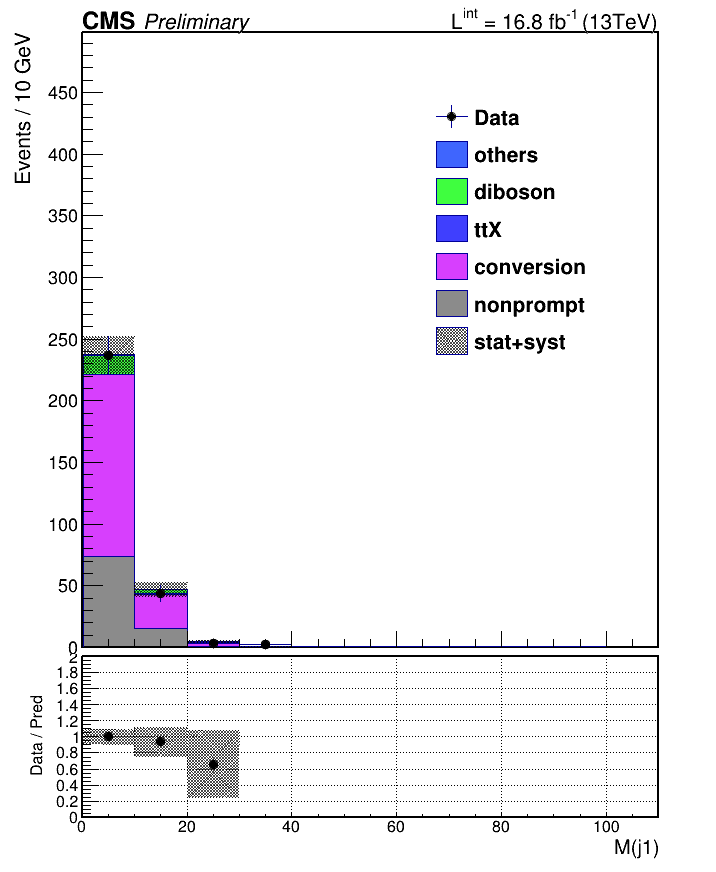 CMS Preliminary
L^int = 16.8 fb^-1 (13TeV)
Events / 10 GeV
450
400
350
300
250
200
150
100
50
0
Data
others
diboson
ttX
conversion
nonprompt
stat+syst
Data / Pred
2
1.8
1.6
1.4
1.2
1
0.8
0.6
0.4
0.2
0
0 20 40 60 80 100
M(j1)